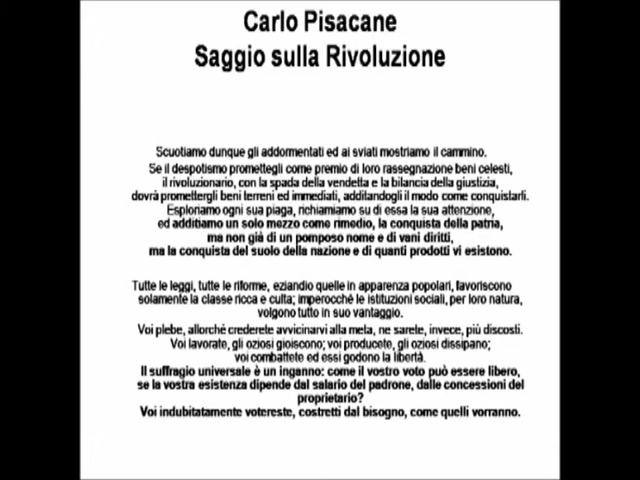 Carlo Pisacane
Saggio sulla Rivoluzione
Scuotiamo dunque gli addormentati ed ai sviati mostriamo il cammino.
Se il despotismo promettegli come premio di loro rassegnazione beni celesti,
il rivoluzionario, con la spada della vendetta e la bilancia della giustizia,
dovrà promettergli beni terreni ed immediati, additandogli il modo come conquistarli.
Esploriamo ogni sua piaga, richiamiamo su di essa la sua attenzione,
ed additiamo un solo mezzo come rimedio, la conquista della patria,
ma non già di un pomposo nome e di vani diritti,
ma la conquista del suolo della nazione e di quanti prodotti vi esistono.
Tutte le leggi, tutte le riforme, eziandio quelle in apparenza popolari, favoriscono
solamente la classe ricca e culta; imperocchè le istituzioni sociali, per loro natura,
volgono tutto in suo vantaggio.
Voi plebe, allorché crederete avvicinarvi alla meta, ne sarete, invece, più discosti.
Voi lavorate, gli oziosi gioiscono; voi producete, gli oziosi dissipano;
voi combattete ed essi godono la libertà.
Il suffragio universale è un inganno: come il vostro voto può essere libero,
se la vostra esistenza dipende dal salario del padrone, dalle concessioni del
proprietario?
Voi indubitatamente votereste, costretti dal bisogno, come quelli vorranno.